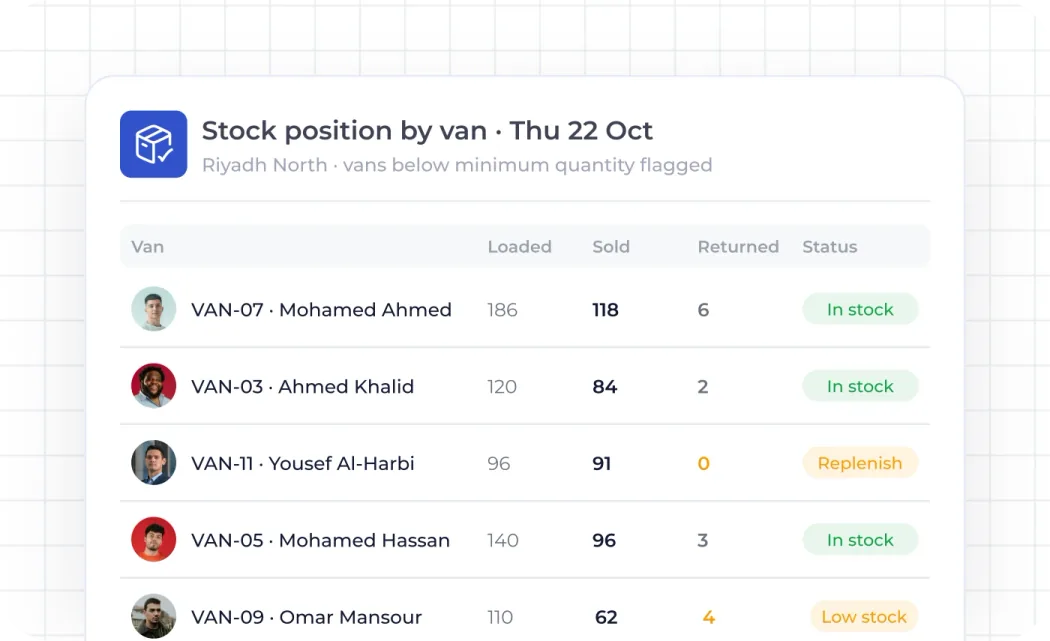 Stock position by van · Thu 22 Oct
Riyadh North · vans below minimum quantity flagged
Van Loaded Sold Returned Status
VAN-07 · Mohamed Ahmed 186 118 6 In stock
VAN-03 · Ahmed Khalid 120 84 2 In stock
VAN-11 · Yousef Al-Harbi 96 91 0 Replenish
VAN-05 · Mohamed Hassan 140 96 3 In stock
VAN-09 · Omar Mansour 110 62 4 Low stock